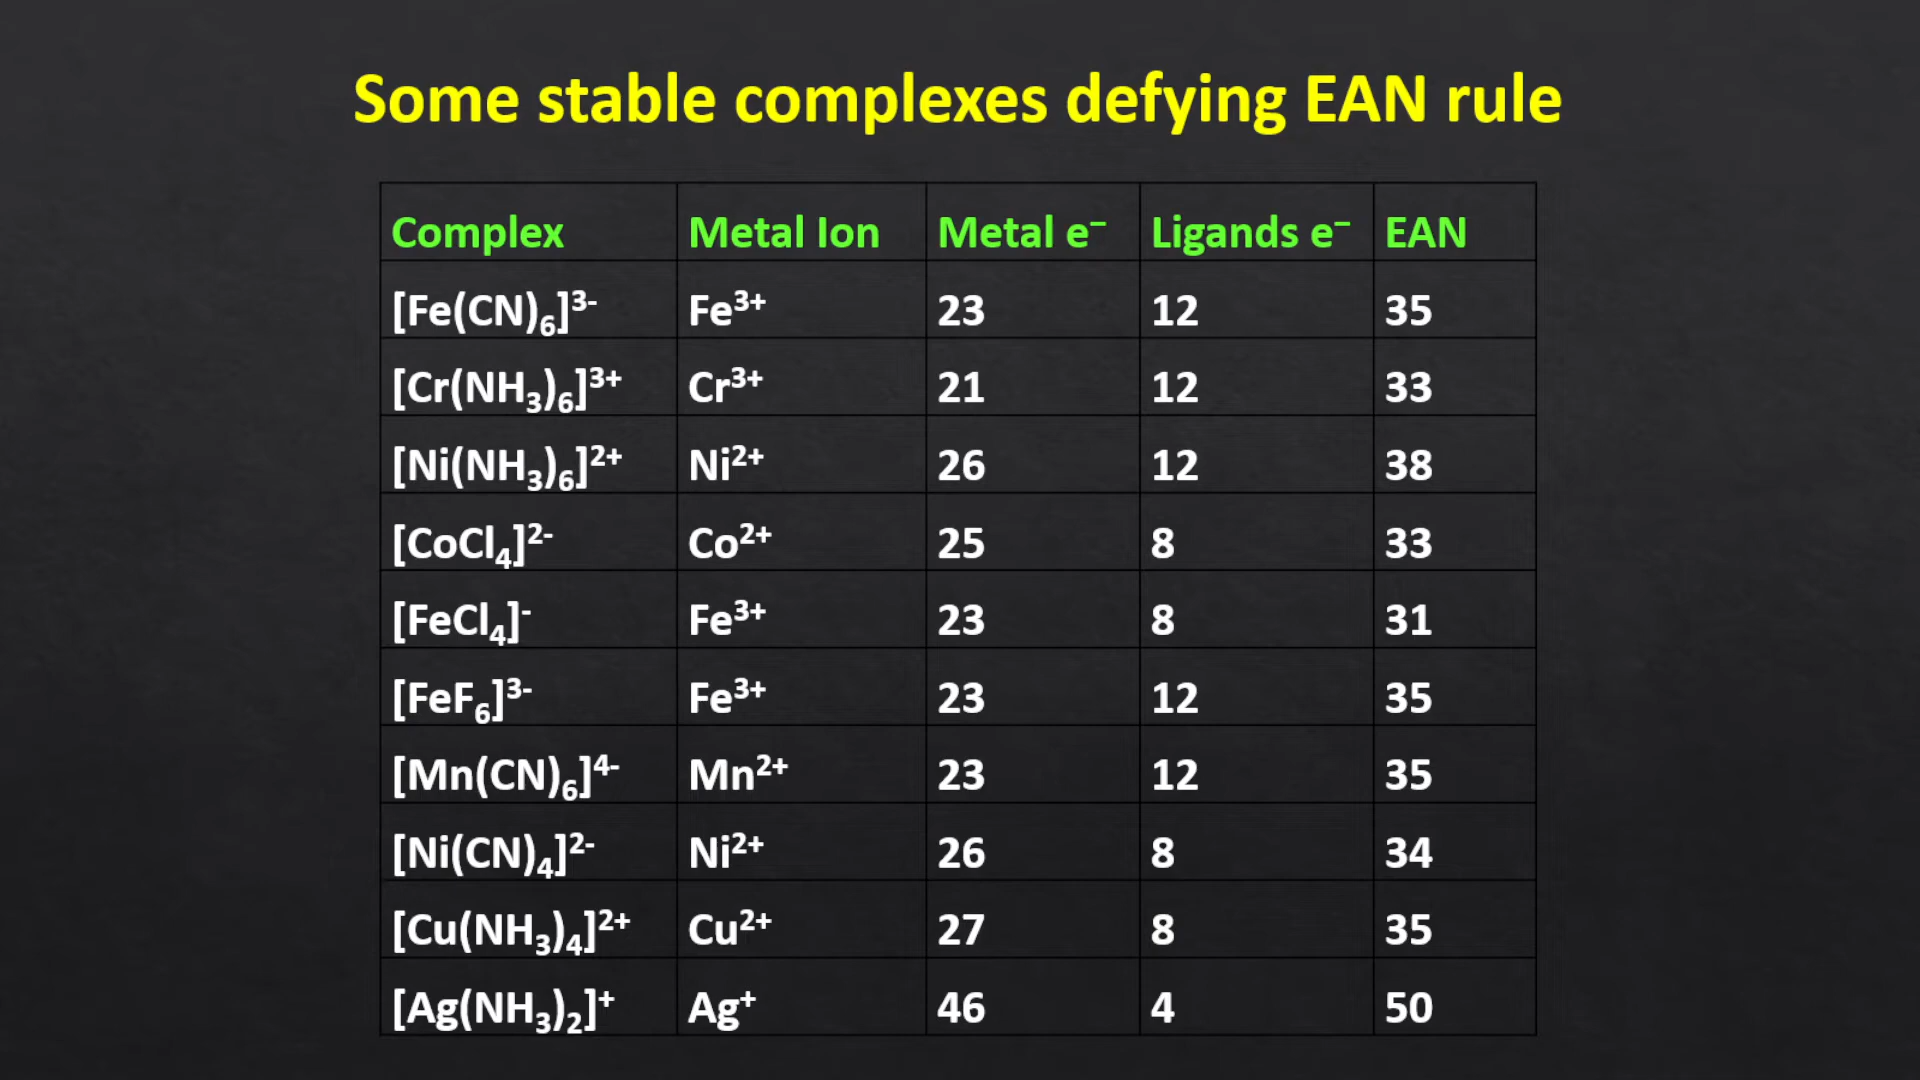 Some stable complexes defying EAN rule
Complex Metal Ion Metal e⁻ Ligands e⁻ EAN
[Fe(CN)₆]³⁻ Fe³⁺ 23 12 35
[Cr(NH₃)₆]³⁺ Cr³⁺ 21 12 33
[Ni(NH₃)₆]²⁺ Ni²⁺ 26 12 38
[CoCl₄]²⁻ Co²⁺ 25 8 33
[FeCl₄]⁻ Fe³⁺ 23 8 31
[FeF₆]³⁻ Fe³⁺ 23 12 35
[Mn(CN)₆]⁴⁻ Mn²⁺ 23 12 35
[Ni(CN)₄]²⁻ Ni²⁺ 26 8 34
[Cu(NH₃)₄]²⁺ Cu²⁺ 27 8 35
[Ag(NH₃)₂]⁺ Ag⁺ 46 4 50